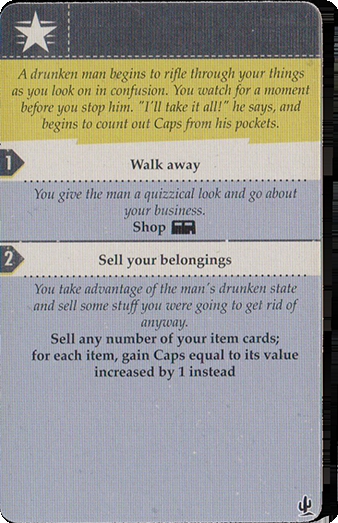 A drunken man begins to rifle through your things
as you look on in confusion. You watch for a moment
before you stop him. "I'll take it all!" he says, and
begins to count out Caps from his pockets.
1
Walk away
You give the man a quizzical look and go about
your business.
Shop
2
Sell your belongings
You take advantage of the man's drunken state
and sell some stuff you were going to get rid of
anyway.
Sell any number of your item cards;
for each item, gain Caps equal to its value
increased by 1 instead